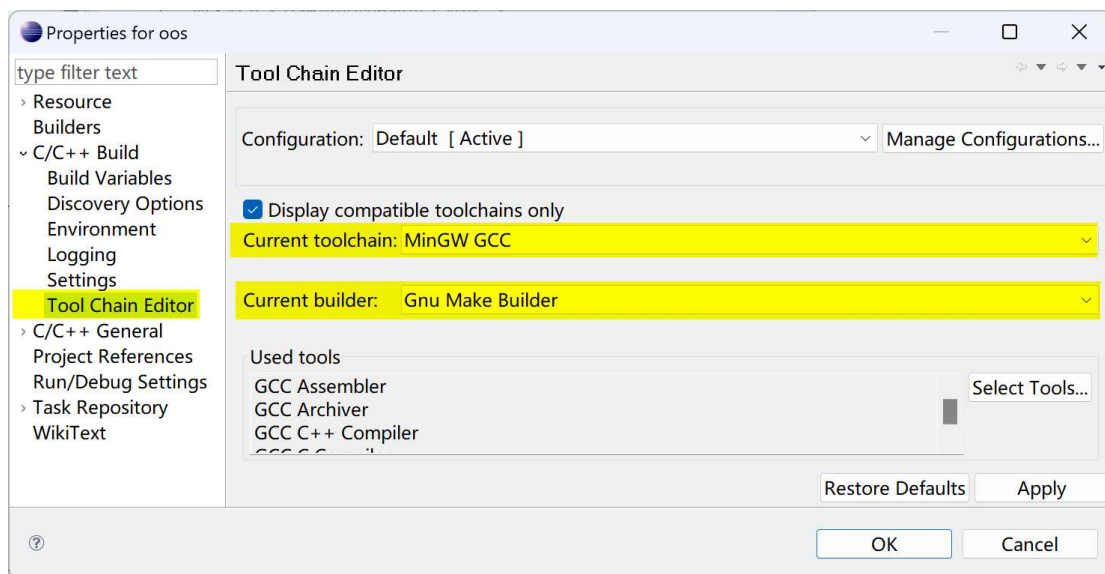 Properties for oos
type filter text
Resource
Builders
C/C++ Build
Build Variables
Discovery Options
Environment
Logging
Settings
Tool Chain Editor
C/C++ General
Project References
Run/Debug Settings
Task Repository
WikiText
Tool Chain Editor
Configuration: Default [ Active ] Manage Configurations...
Display compatible toolchains only
Current toolchain: MinGW GCC
Current builder: Gnu Make Builder
Used tools
GCC Assembler
GCC Archiver
GCC C++ Compiler
Select Tools...
Restore Defaults Apply
OK Cancel